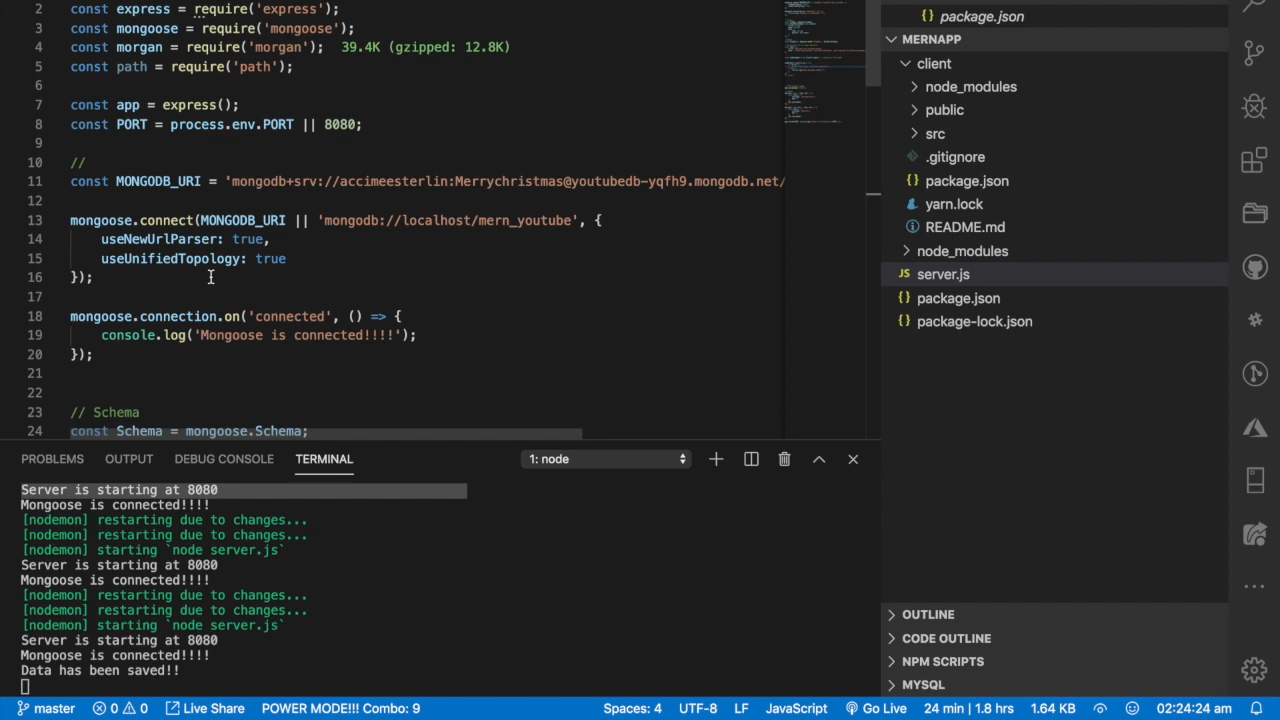 2 const express = require('express');
3 const mongoose = require('mongoose');
4 const morgan = require('morgan'); 39.4K (gzipped: 12.8K)
5 const path = require('path');
6
7 const app = express();
8 const PORT = process.env.PORT || 8080;
9
10 //
11 const MONGODB_URI = 'mongodb+srv://accimeesterlin:Merrychristmas@youtubedb-yqfh9.mongodb.net/
12
13 mongoose.connect(MONGODB_URI || 'mongodb://localhost/mern_youtube', {
14 useNewUrlParser: true,
15 useUnifiedTopology: true
16 });
17
18 mongoose.connection.on('connected', () => {
19 console.log('Mongoose is connected!!!!');
20 });
21
22
23 // Schema
24 const Schema = mongoose.Schema;
PROBLEMS OUTPUT DEBUG CONSOLE TERMINAL 1: node
Server is starting at 8080
Mongoose is connected!!!!
[nodemon] restarting due to changes...
[nodemon] restarting due to changes...
[nodemon] starting `node server.js`
Server is starting at 8080
Mongoose is connected!!!!
[nodemon] restarting due to changes...
[nodemon] restarting due to changes...
[nodemon] starting `node server.js`
Server is starting at 8080
Mongoose is connected!!!!
Data has been saved!!
{} package.json
MERNAPP
client
node_modules
public
src
.gitignore
{} package.json
yarn.lock
README.md
node_modules
JS server.js
{} package.json
{} package-lock.json
OUTLINE
CODE OUTLINE
NPM SCRIPTS
MYSQL
master 0 0 Live Share POWER MODE!!! Combo: 9 Spaces: 4 UTF-8 LF JavaScript Go Live 24 min | 1.8 hrs 1.64 KB 02:24:24 am